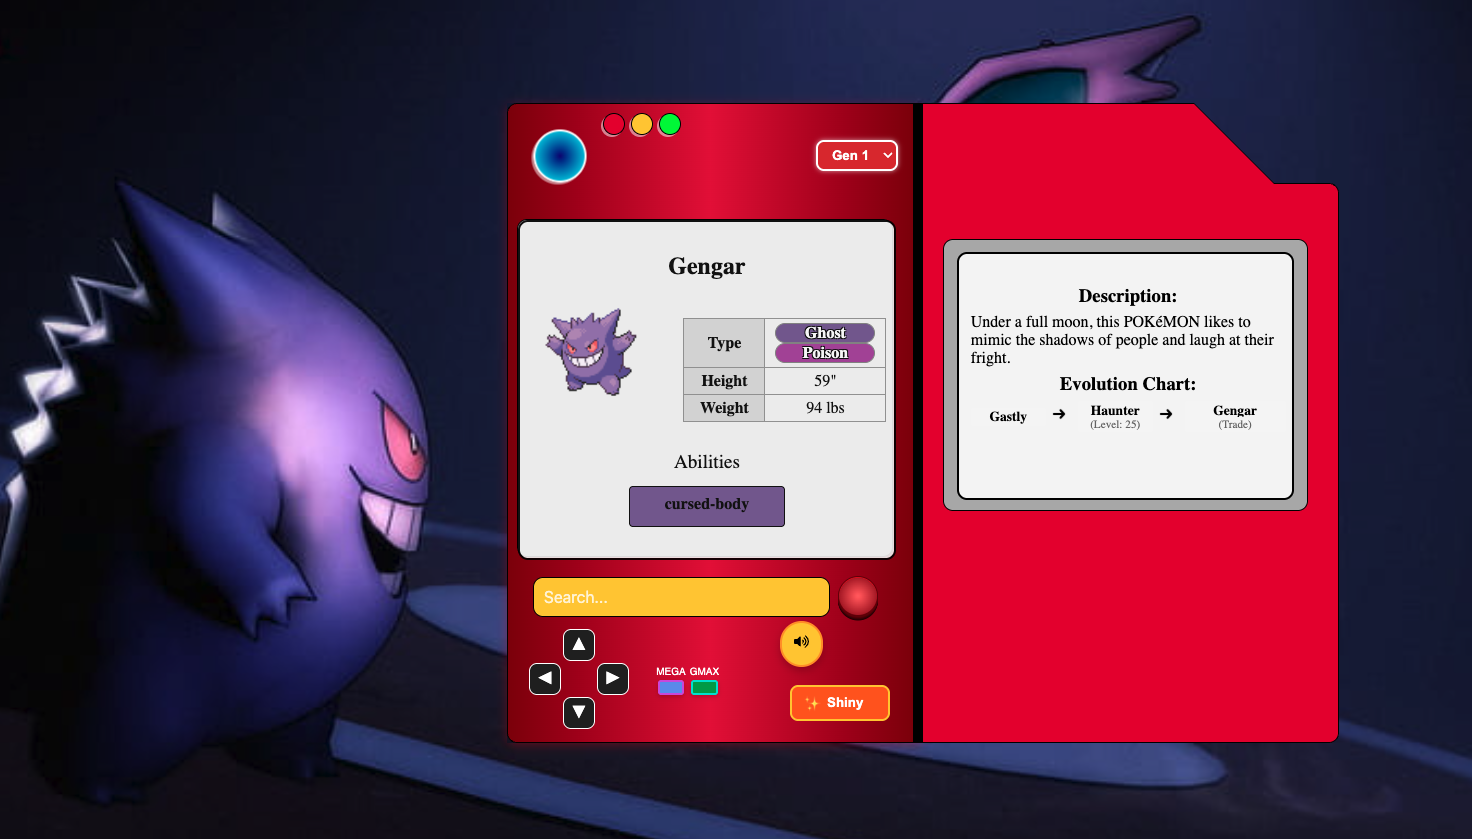 Gen 1
Gengar
Type
Ghost
Poison
Height 59"
Weight 94 lbs
Abilities
cursed-body
Search...
MEGA GMAX
Shiny
Description:
Under a full moon, this POKéMON likes to
mimic the shadows of people and laugh at their
fright.
Evolution Chart:
Gastly ➜ Haunter ➜ Gengar
(Level: 25) (Trade)